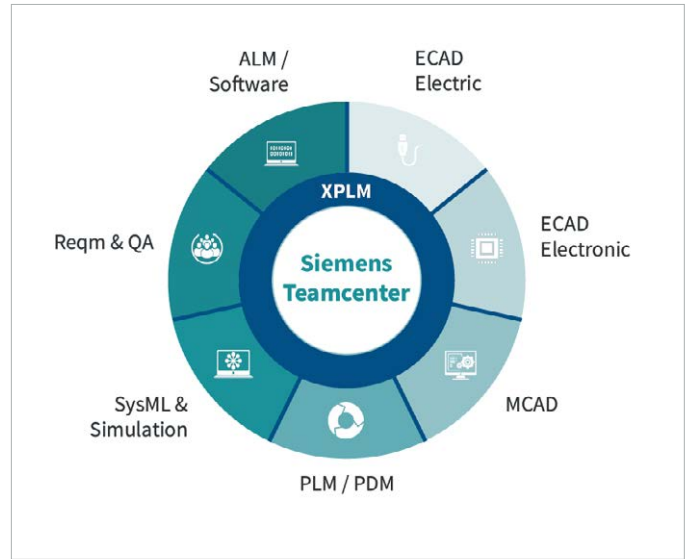 ALM /
Software
ECAD
Electric
XPLM
Reqm & QA
ECAD
Electronic
Siemens
Teamcenter
SysML &
Simulation
MCAD
PLM / PDM